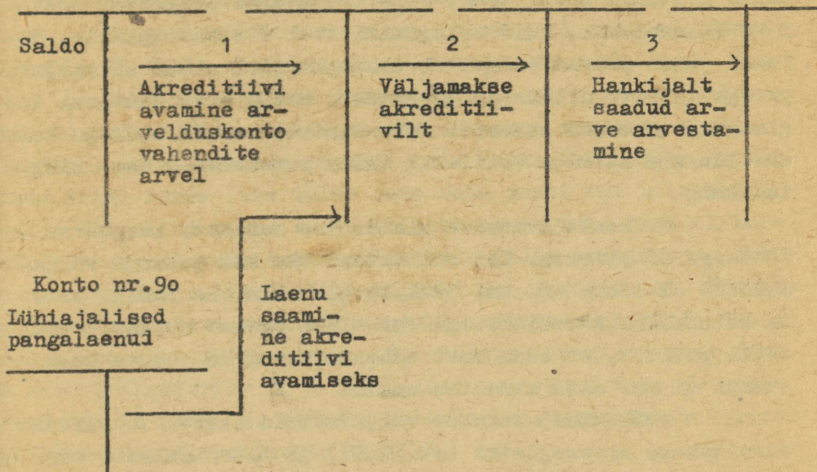 Saldo
1
Akreditiivi
avamine ar-
velduskonto
vahendite
arvel
2
Väljamakse
akreditii-
vilt
3
Hankijalt
saadud ar-
ve arvesta-
mine
Konto nr.90
Lühiajalised
pangalaenud
Laenu
saami-
ne akre-
ditiivi
avamiseks